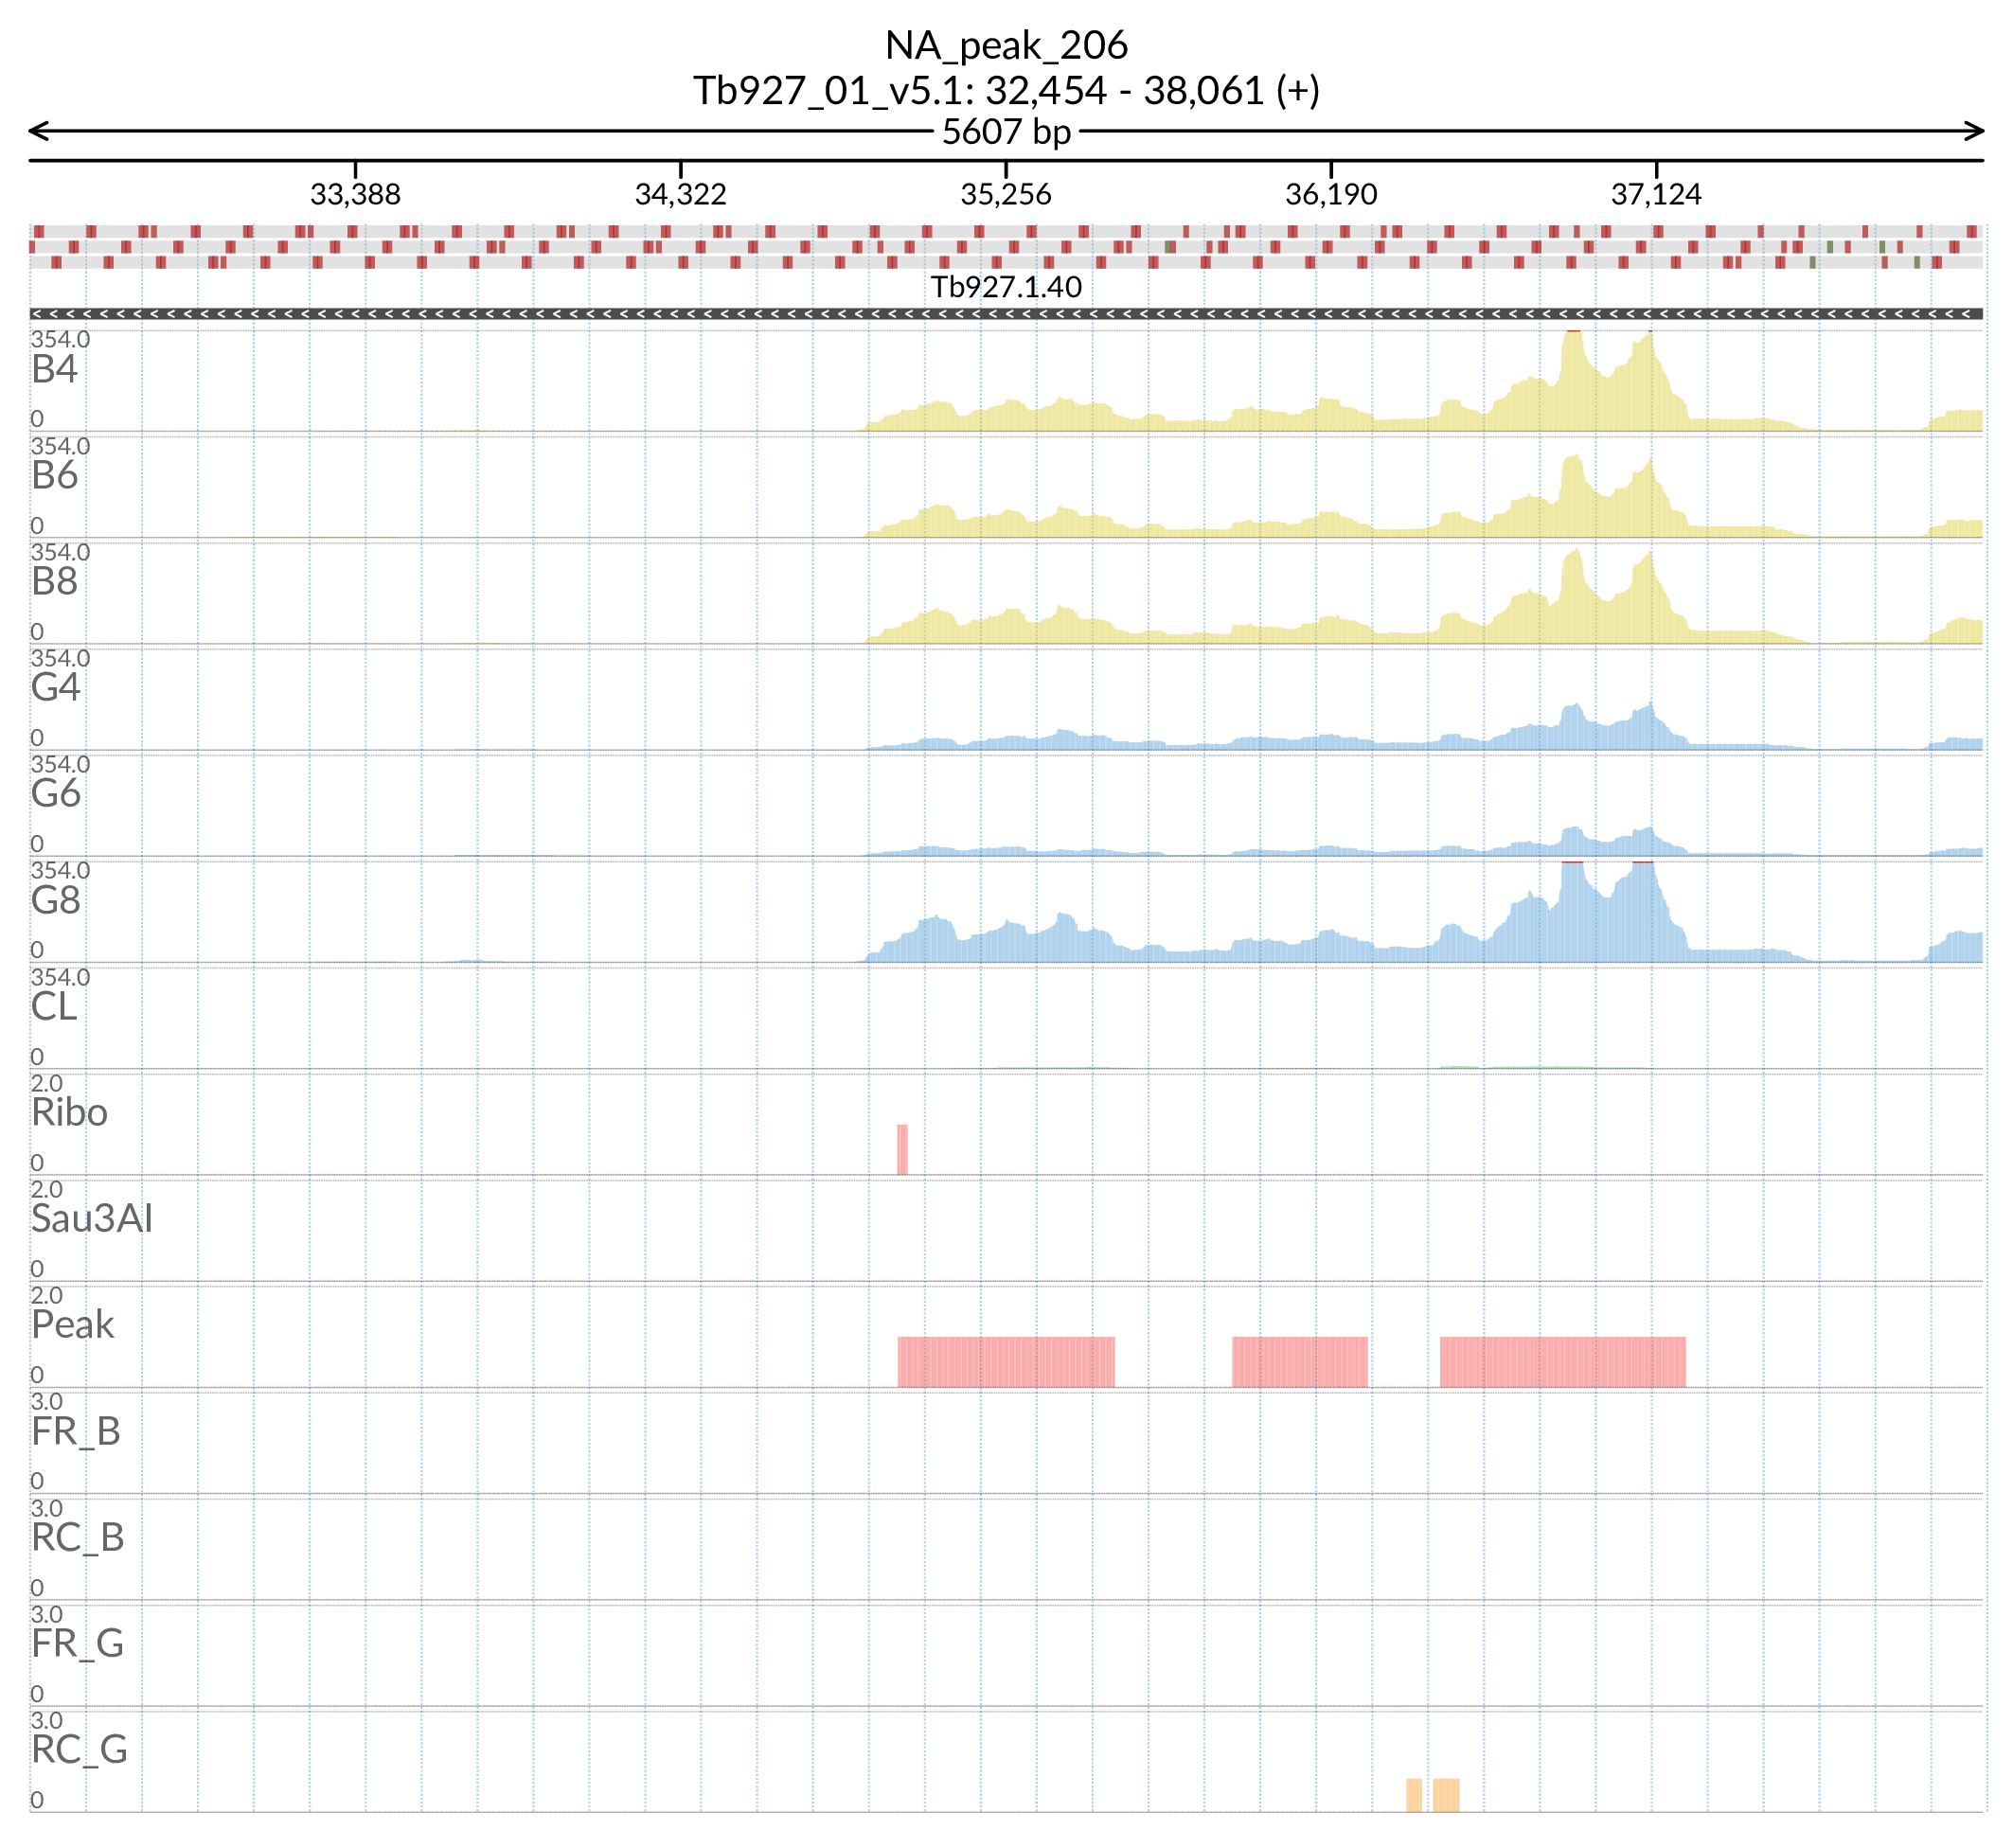 NA_peak_206
Tb927_01_v5.1: 32,454 - 38,061 (+)
5607 bp
33,388 34,322 35,256 36,190 37,124
Tb927.1.40
354.0
B4
0
354.0
B6
0
354.0
B8
0
354.0
G4
0
354.0
G6
0
354.0
G8
0
354.0
CL
0
2.0
Ribo
0
2.0
Sau3AI
0
2.0
Peak
0
3.0
FR_B
0
3.0
RC_B
0
3.0
FR_G
0
3.0
RC_G
0